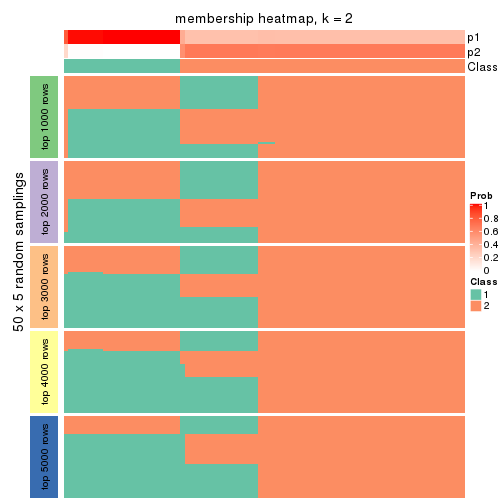 membership heatmap, k = 2
p1
p2
Class
50 x 5 random samplings
top 1000 rows
top 2000 rows
top 3000 rows
top 4000 rows
top 5000 rows
Prob
1
0.8
0.6
0.4
0.2
0
Class
1
2